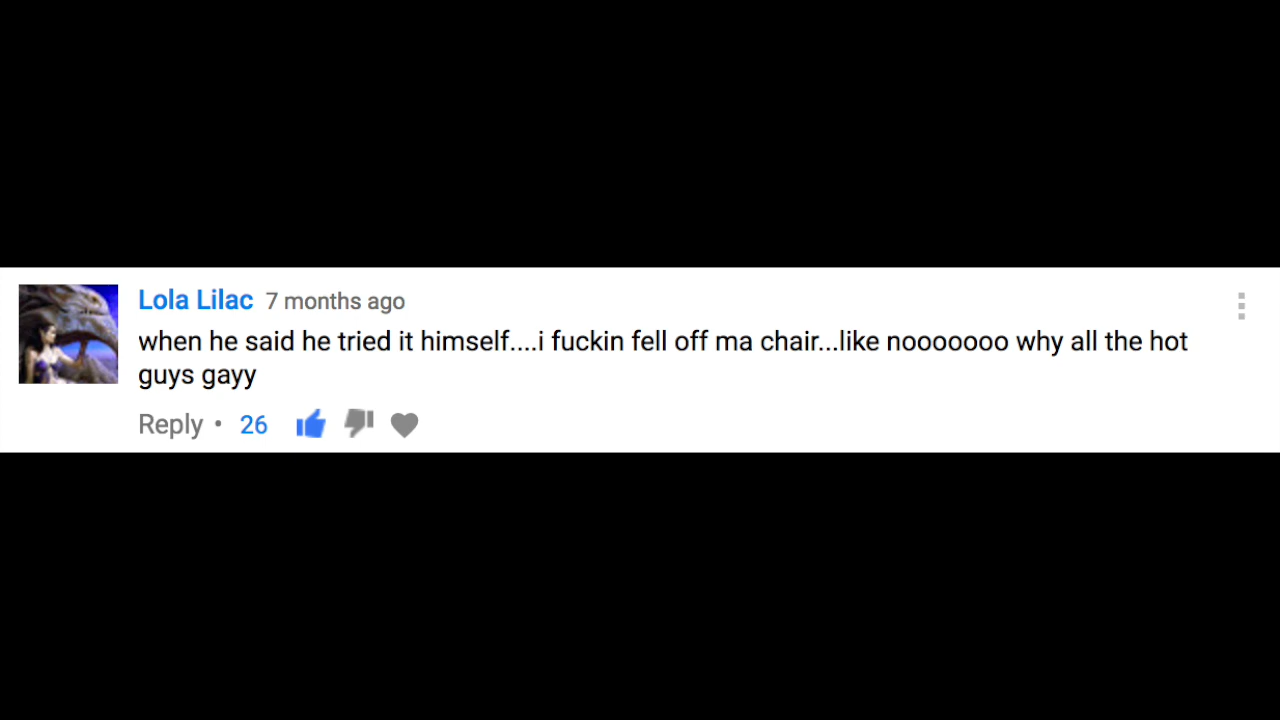 Lola Lilac 7 months ago
when he said he tried it himself....i fuckin fell off ma chair...like nooooooo why all the hot
guys gayy
Reply • 26